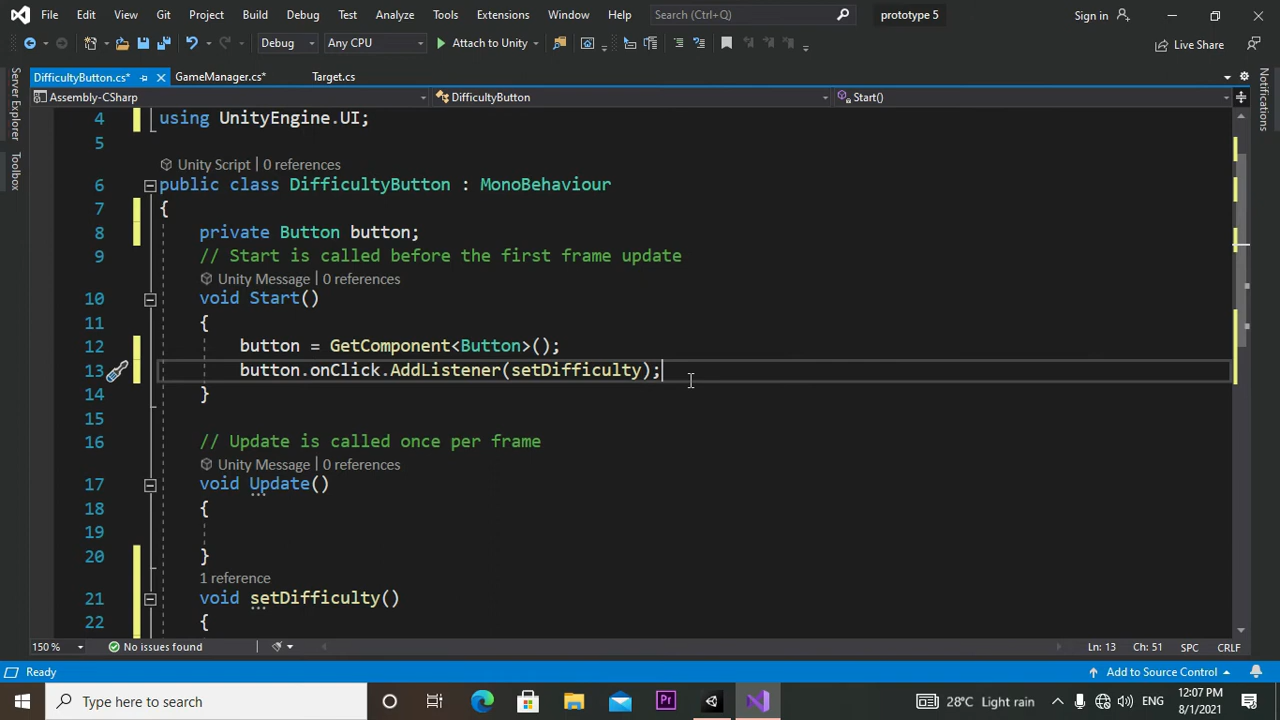 File Edit View Git Project Build Debug Test Analyze Tools Extensions Window Help Search (Ctrl+Q) prototype 5 Sign in
Debug Any CPU Attach to Unity Live Share
DifficultyButton.cs* GameManager.cs* Target.cs
Assembly-CSharp DifficultyButton Start()
Server Explorer
Toolbox
Notifications
4 using UnityEngine.UI;
5
Unity Script | 0 references
6 public class DifficultyButton : MonoBehaviour
7 {
8 private Button button;
9 // Start is called before the first frame update
Unity Message | 0 references
10 void Start()
11 {
12 button = GetComponent<Button>();
13 button.onClick.AddListener(setDifficulty);
14 }
15
16 // Update is called once per frame
Unity Message | 0 references
17 void Update()
18 {
19
20 }
1 reference
21 void setDifficulty()
22 {
150 % No issues found Ln: 13 Ch: 51 SPC CRLF
Ready Add to Source Control
Type here to search Pr 28°C Light rain ENG 12:07 PM
8/1/2021